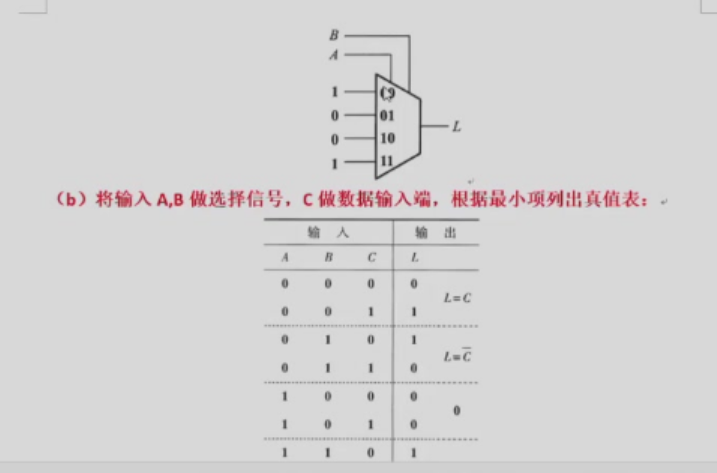 B
A
1
0 01
0 10 L
1 11
（b）将输入 A,B 做选择信号，C 做数据输入端，根据最小项列出真值表：
输 入 输 出
A B C L
0 0 0 0
L=C
0 0 1 1
0 1 0 1
L=C̅
0 1 1 0
1 0 0 0
0
1 0 1 0
1 1 0 1